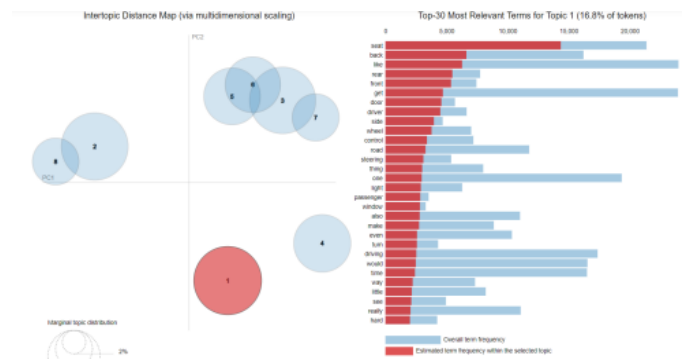 Intertopic Distance Map (via multidimensional scaling)
PC2
5
6
3
7
2
8
PC1
4
1
Marginal topic distribution
2%
Top-30 Most Relevant Terms for Topic 1 (16.8% of tokens)
0 5,000 10,000 15,000 20,000
seat
back
like
rear
front
get
door
driver
side
wheel
control
road
steering
thing
one
light
passenger
window
also
make
even
turn
driving
would
time
way
little
see
really
hard
Overall term frequency
Estimated term frequency within the selected topic